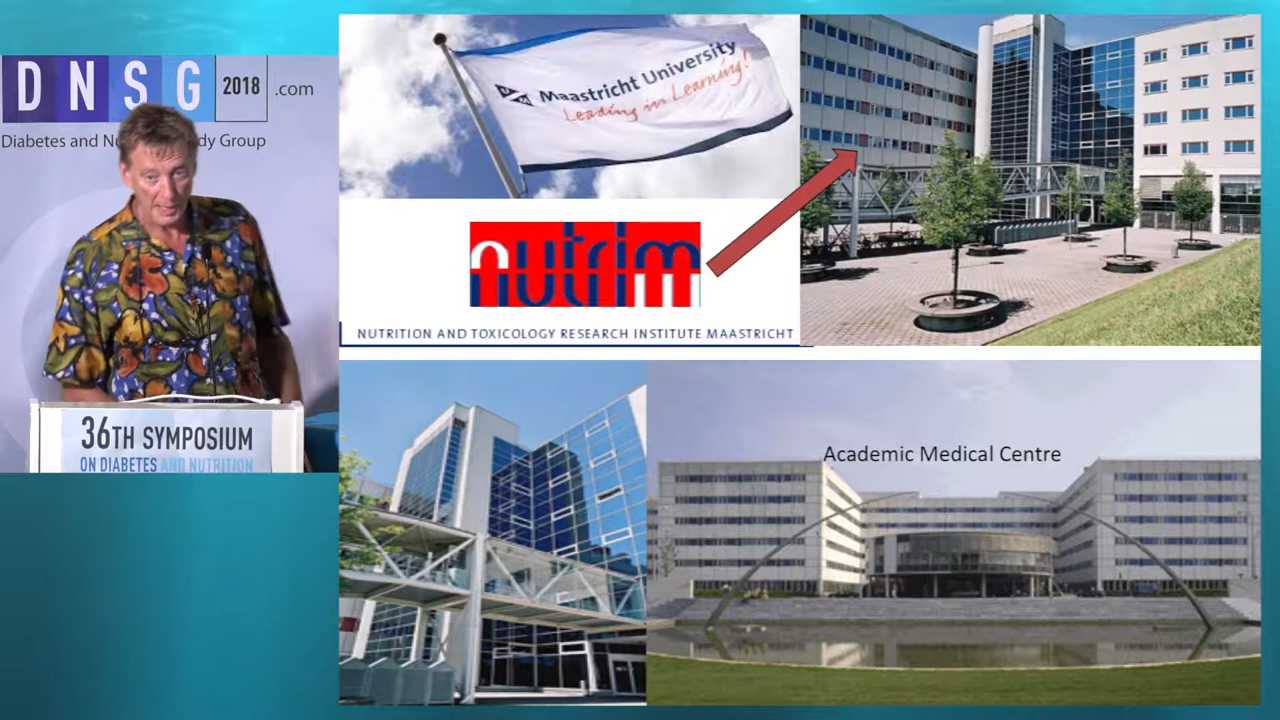 DNSG 2018 .com
Diabetes and Nu dy Group
36TH SYMPOSIUM
ON DIABETES AND NUTRITION
Maastricht University
Leading in Learning!
nutrim
NUTRITION AND TOXICOLOGY RESEARCH INSTITUTE MAASTRICHT
Academic Medical Centre